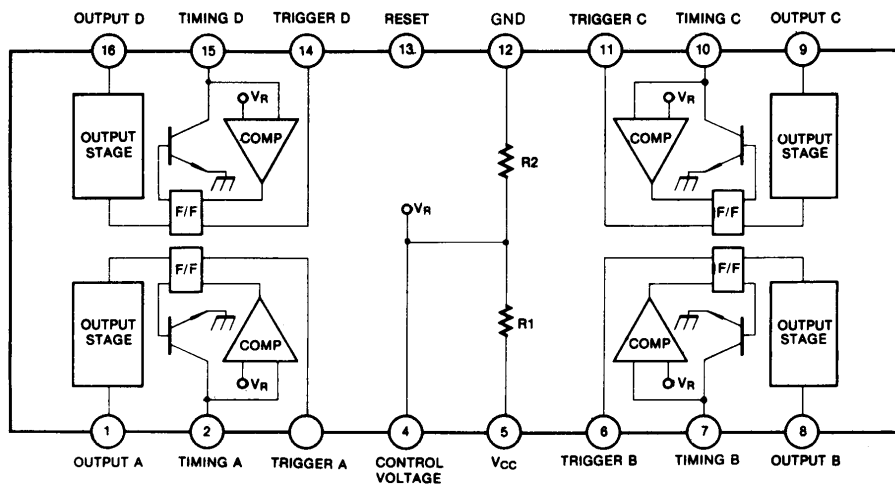 OUTPUT D TIMING D TRIGGER D RESET GND TRIGGER C TIMING C OUTPUT C
16 15 14 13 12 11 10 9
VR VR
OUTPUT STAGE COMP COMP OUTPUT STAGE
R2
F/F F/F
VR
F/F F/F
OUTPUT STAGE COMP R1 COMP OUTPUT STAGE
VR VR
1 2 4 5 6 7 8
OUTPUT A TIMING A TRIGGER A CONTROL VOLTAGE VCC TRIGGER B TIMING B OUTPUT B